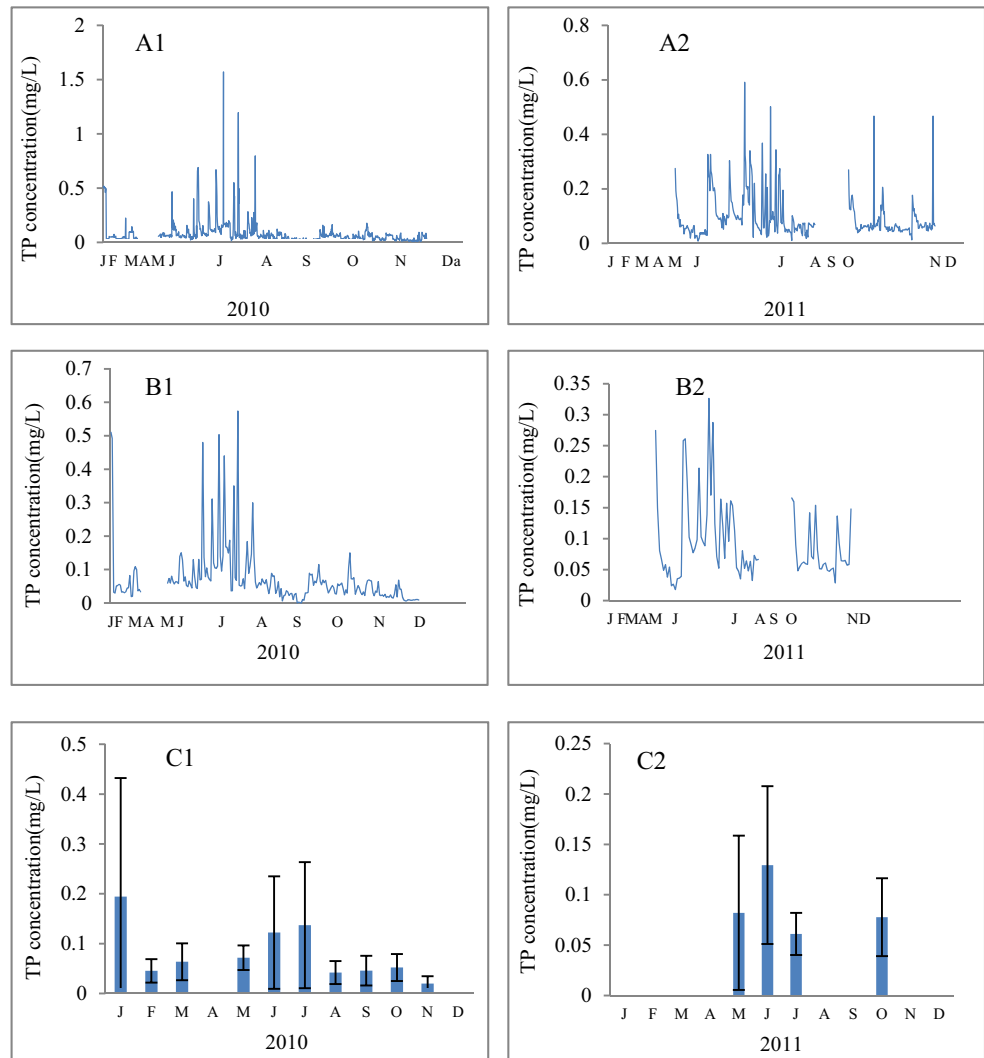 A1
TP concentration(mg/L)
2
1.5
1
0.5
0
J F M A M J J A S O N Da
2010
A2
TP concentration(mg/L)
0.8
0.6
0.4
0.2
0
J F M A M J J A S O N D
2011
B1
TP concentration(mg/L)
0.7
0.6
0.5
0.4
0.3
0.2
0.1
0
JF M A M J J A S O N D
2010
B2
TP concentration(mg/L)
0.35
0.3
0.25
0.2
0.15
0.1
0.05
0
J FMAM J J A S O ND
2011
C1
TP concentration(mg/L)
0.5
0.4
0.3
0.2
0.1
0
J F M A M J J A S O N D
2010
C2
TP concentration(mg/L)
0.25
0.2
0.15
0.1
0.05
0
J F M A M J J A S O N D
2011